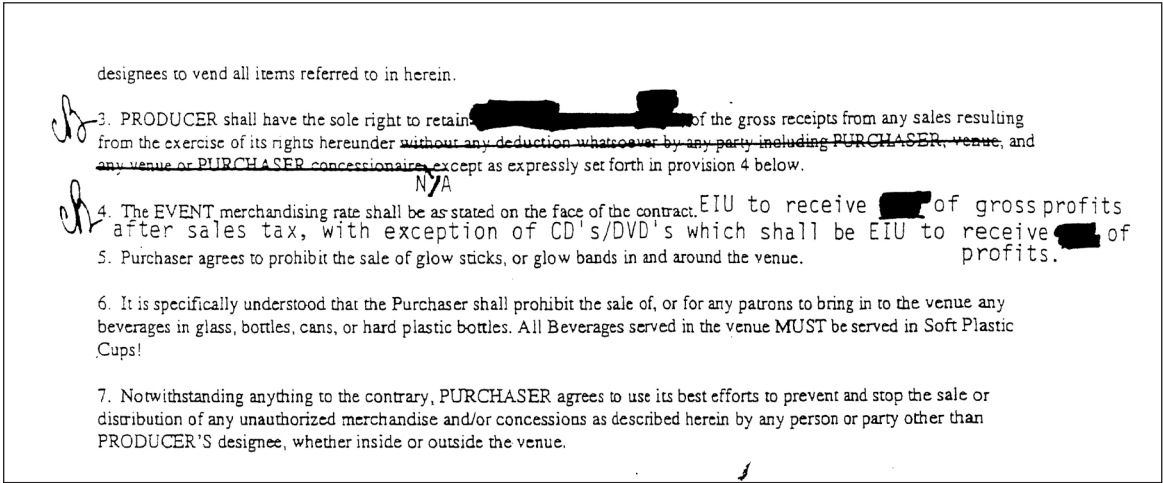 designees to vend all items referred to in herein.
3. PRODUCER shall have the sole right to retain of the gross receipts from any sales resulting
from the exercise of its rights hereunder without any deduction whatsoever by any party including PURCHASER, venue, and
any venue or PURCHASER concessionaire, except as expressly set forth in provision 4 below.
N/A
4. The EVENT merchandising rate shall be as stated on the face of the contract. EIU to receive of gross profits
after sales tax, with exception of CD's/DVD's which shall be EIU to receive of
profits.
5. Purchaser agrees to prohibit the sale of glow sticks, or glow bands in and around the venue.
6. It is specifically understood that the Purchaser shall prohibit the sale of, or for any patrons to bring in to the venue any
beverages in glass, bottles, cans, or hard plastic bottles. All Beverages served in the venue MUST be served in Soft Plastic
Cups!
7. Notwithstanding anything to the contrary, PURCHASER agrees to use its best efforts to prevent and stop the sale or
distribution of any unauthorized merchandise and/or concessions as described herein by any person or party other than
PRODUCER'S designee, whether inside or outside the venue.